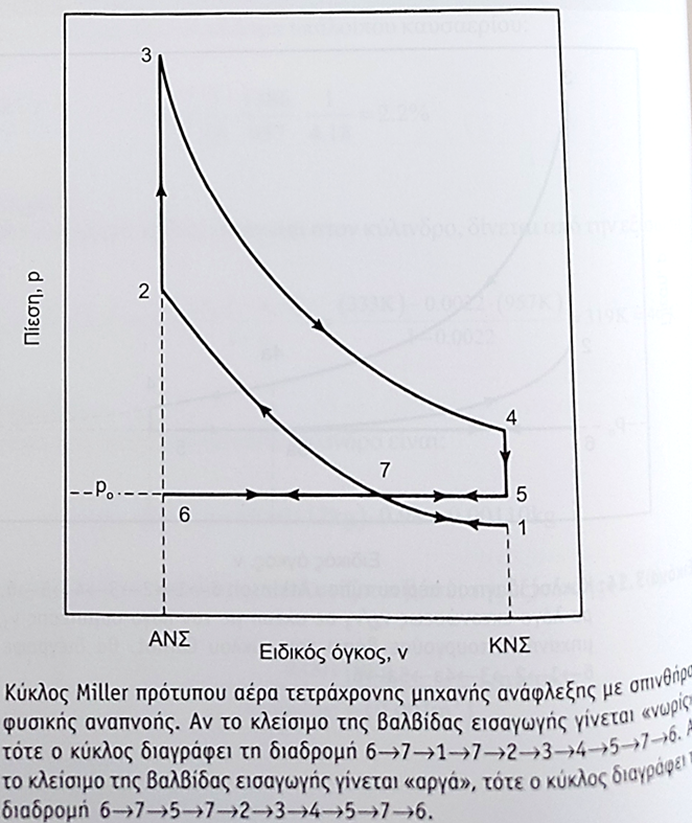 3
Πίεση, p
2
4
7
p₀
5
6
1
ΑΝΣ
ΚΝΣ
Ειδικός όγκος, v
Κύκλος Miller πρότυπου αέρα τετράχρονης μηχανής ανάφλεξης με σπινθήρα
φυσικής αναπνοής. Αν το κλείσιμο της βαλβίδας εισαγωγής γίνεται «νωρίς»
τότε ο κύκλος διαγράφει τη διαδρομή 6→7→1→7→2→3→4→5→7→6.
το κλείσιμο της βαλβίδας εισαγωγής γίνεται «αργά», τότε ο κύκλος διαγράφει
διαδρομή 6→7→5→7→2→3→4→5→7→6.